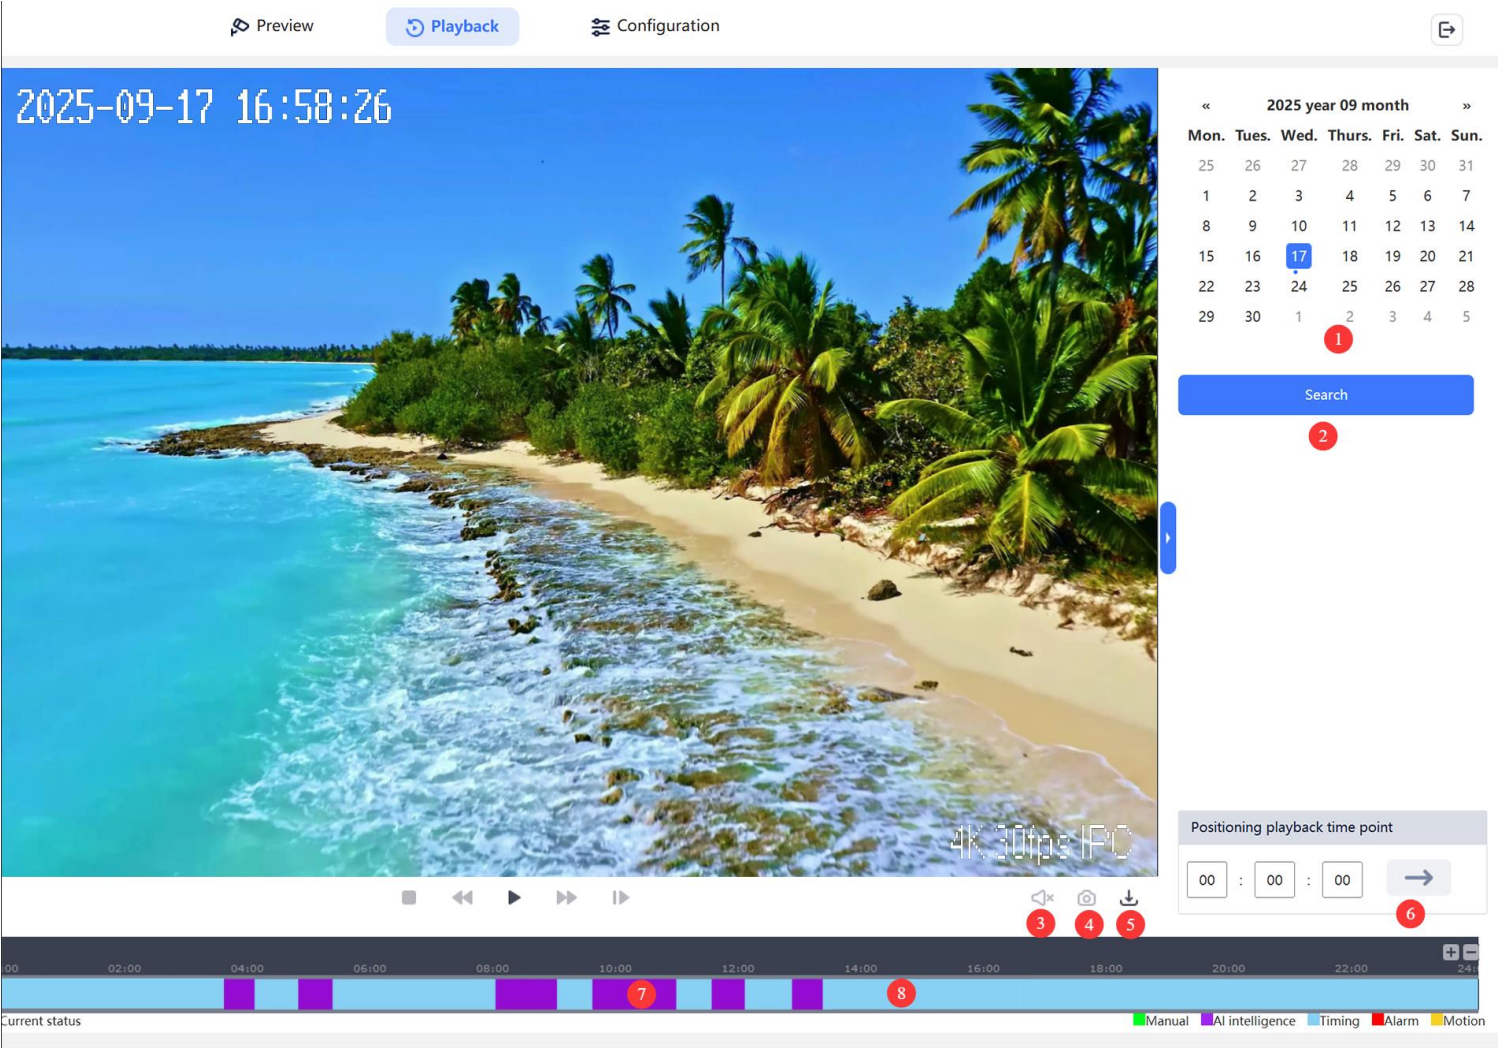 Preview Playback Configuration
2025-09-17 16:58:26
« 2025 year 09 month »
Mon. Tues. Wed. Thurs. Fri. Sat. Sun.
25 26 27 28 29 30 31
1 2 3 4 5 6 7
8 9 10 11 12 13 14
15 16 17 18 19 20 21
22 23 24 25 26 27 28
29 30 1 2 3 4 5
1
Search
2
4K 30fps IPC
Positioning playback time point
00 : 00 : 00
3 4 5 6
:00 02:00 04:00 06:00 08:00 10:00 12:00 14:00 16:00 18:00 20:00 22:00 24:
7 8
Current status Manual AI intelligence Timing Alarm Motion